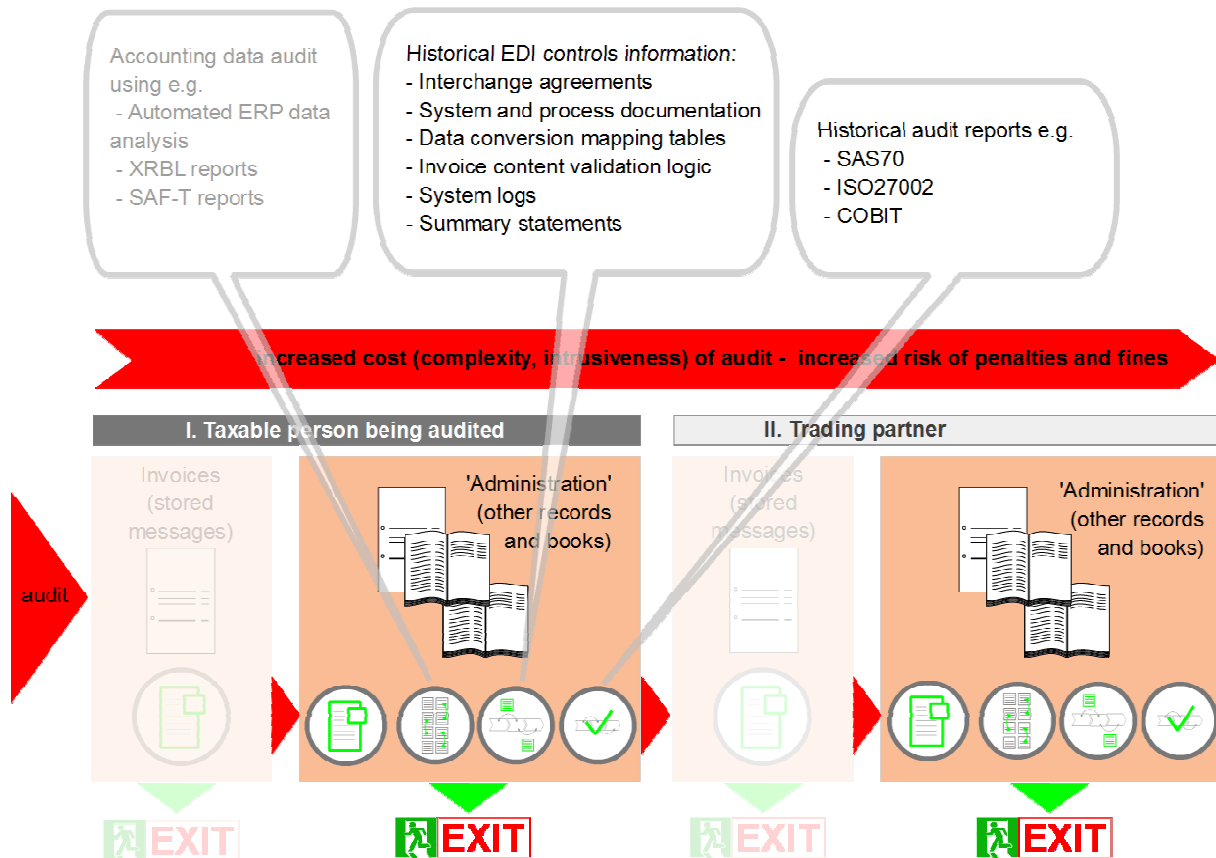 Accounting data audit
using e.g.
- Automated ERP data
analysis
- XRBL reports
- SAF-T reports
Historical EDI controls information:
- Interchange agreements
- System and process documentation
- Data conversion mapping tables
- Invoice content validation logic
- System logs
- Summary statements
Historical audit reports e.g.
- SAS70
- ISO27002
- COBIT
increased cost (complexity, intrusiveness) of audit - increased risk of penalties and fines
I. Taxable person being audited
II. Trading partner
audit
Invoices
(stored
messages)
'Administration'
(other records
and books)
Invoices
(stored
messages)
'Administration'
(other records
and books)
EXIT
EXIT
EXIT
EXIT